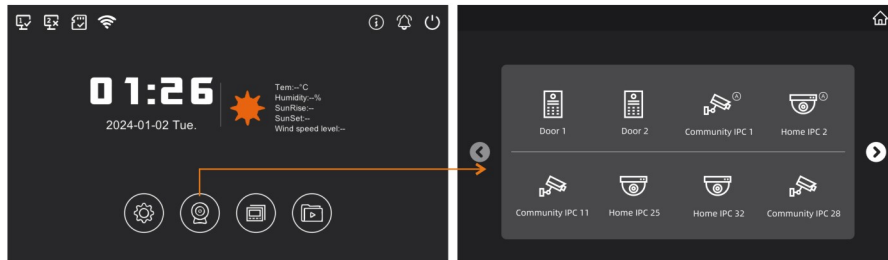 01:26
2024-01-02 Tue.
Tem:--°C
Humidity:--%
SunRise:--
SunSet:--
Wind speed level:--
Door 1
Door 2
Community IPC 1
Home IPC 2
Community IPC 11
Home IPC 25
Home IPC 32
Community IPC 28